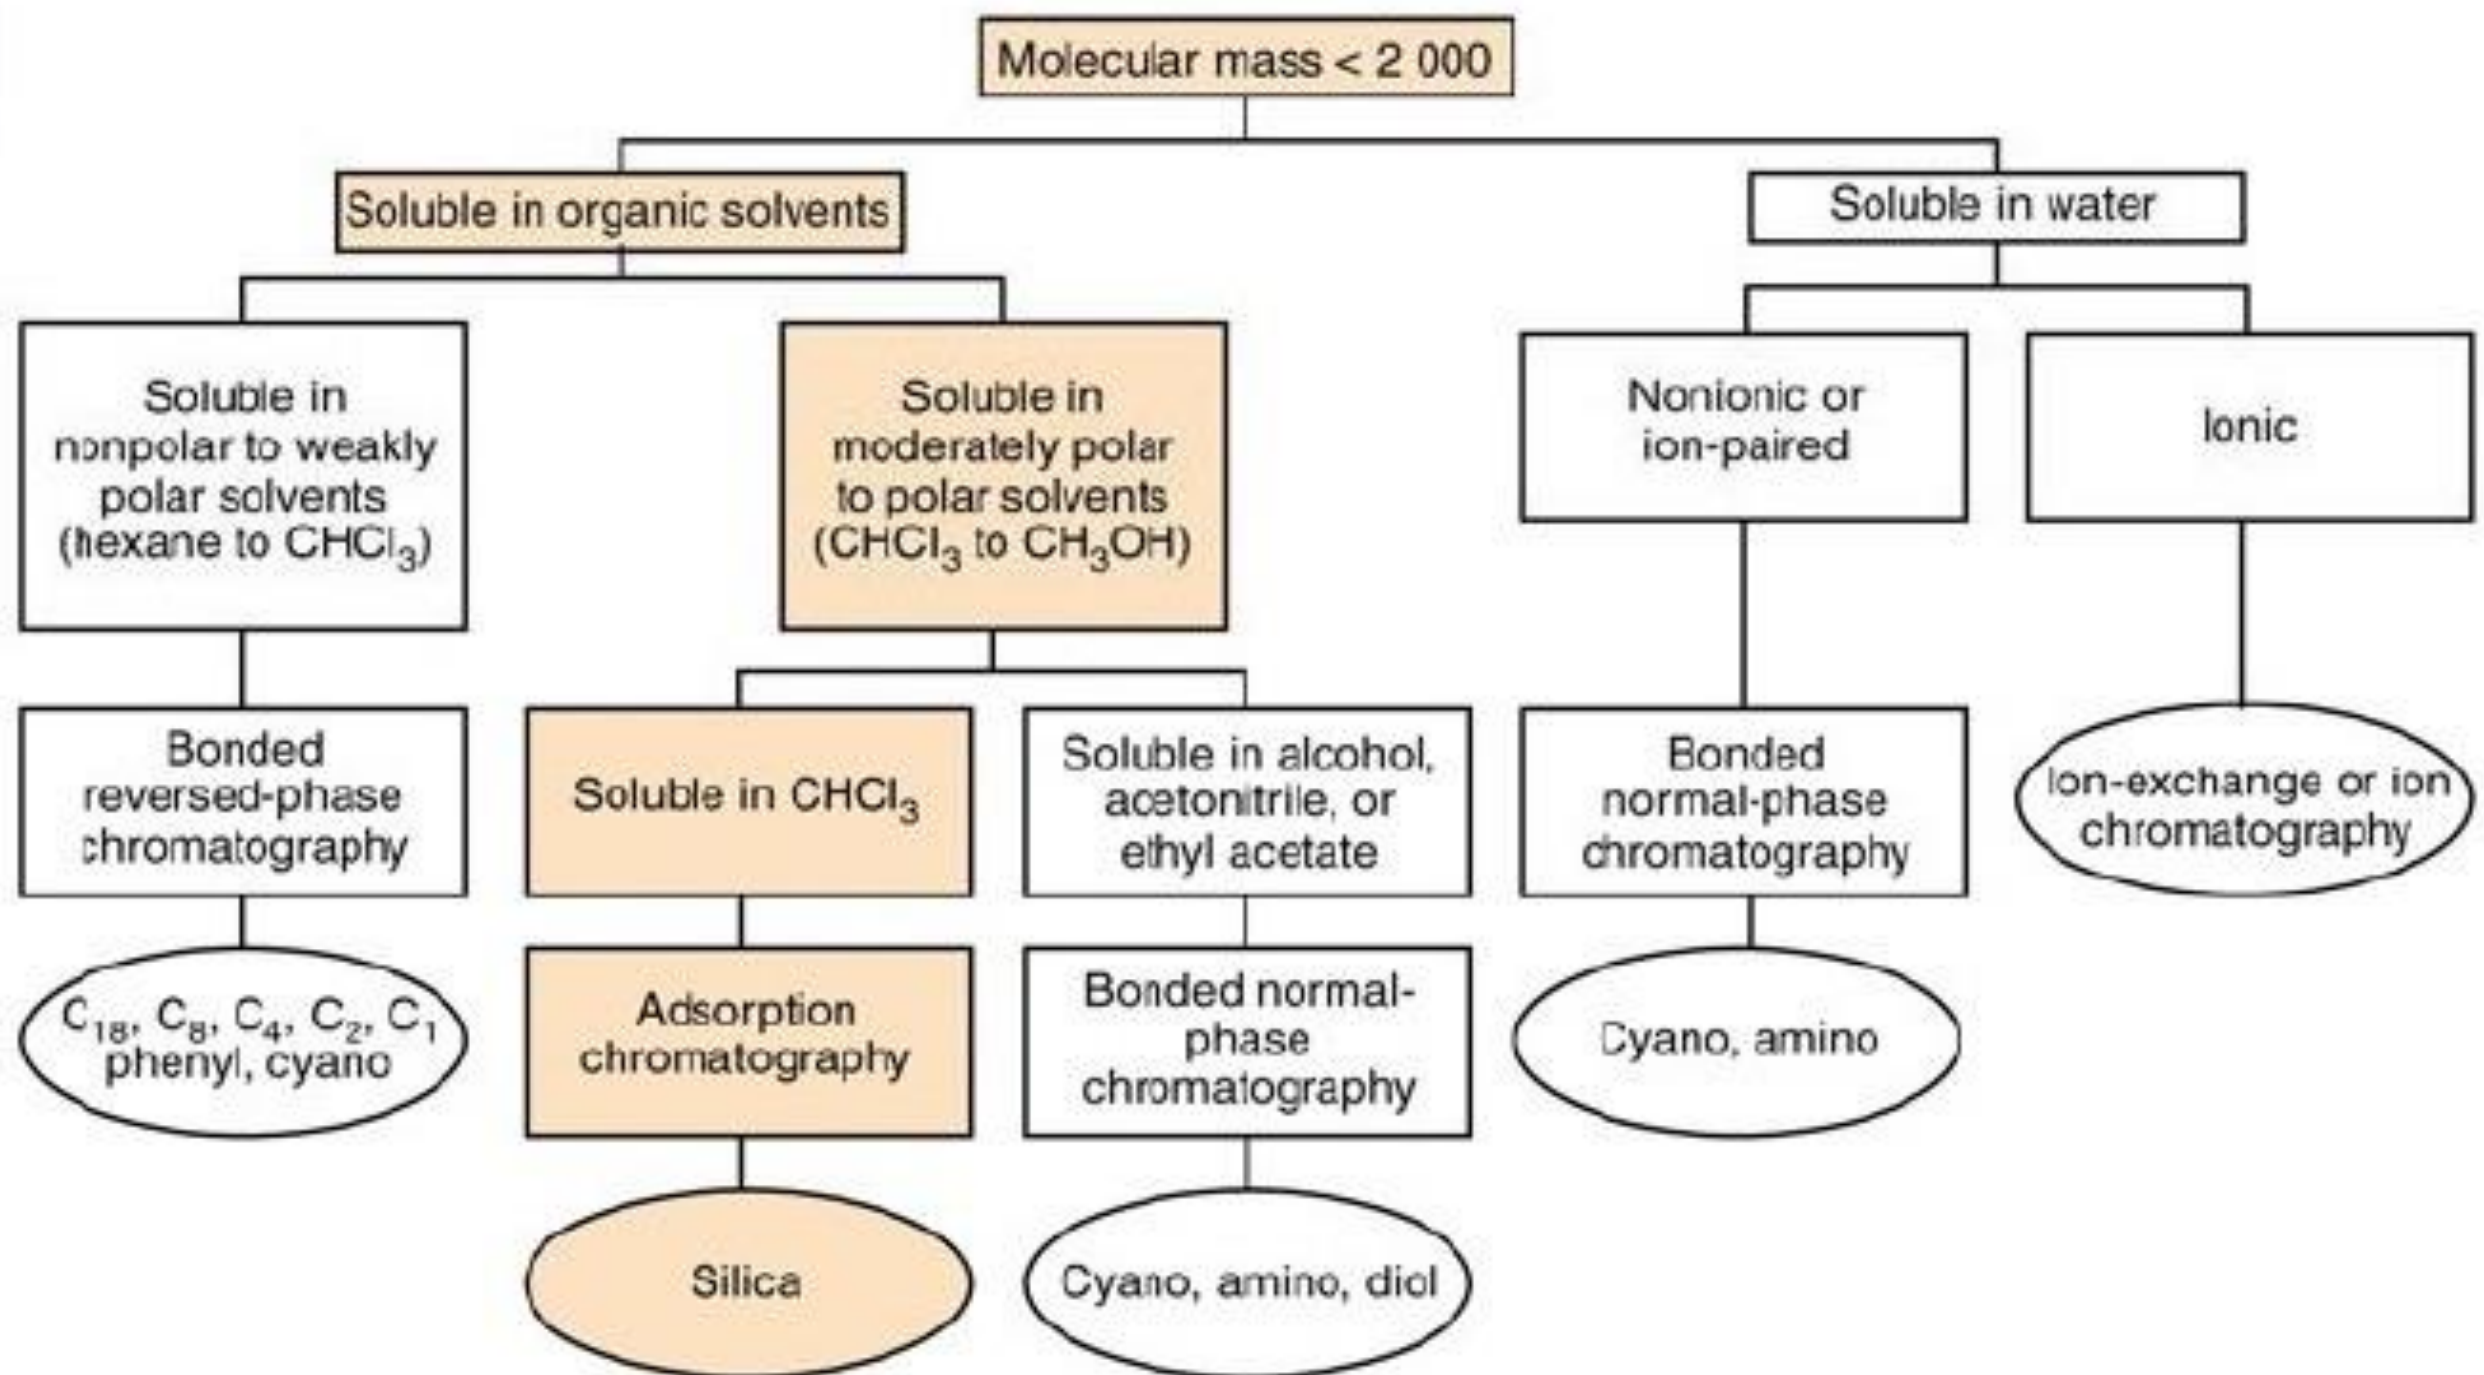 Molecular mass < 2 000
Soluble in organic solvents
Soluble in water
Soluble in
nonpolar to weakly
polar solvents
(hexane to CHCl₃)
Soluble in
moderately polar
to polar solvents
(CHCl₃ to CH₃OH)
Nonionic or
ion-paired
Ionic
Bonded
reversed-phase
chromatography
Soluble in CHCl₃
Soluble in alcohol,
acetonitrile, or
ethyl acetate
Bonded
normal-phase
chromatography
Ion-exchange or ion
chromatography
C₁₈, C₈, C₄, C₂, C₁
phenyl, cyano
Adsorption
chromatography
Bonded normal-
phase
chromatography
Cyano, amino
Silica
Cyano, amino, diol